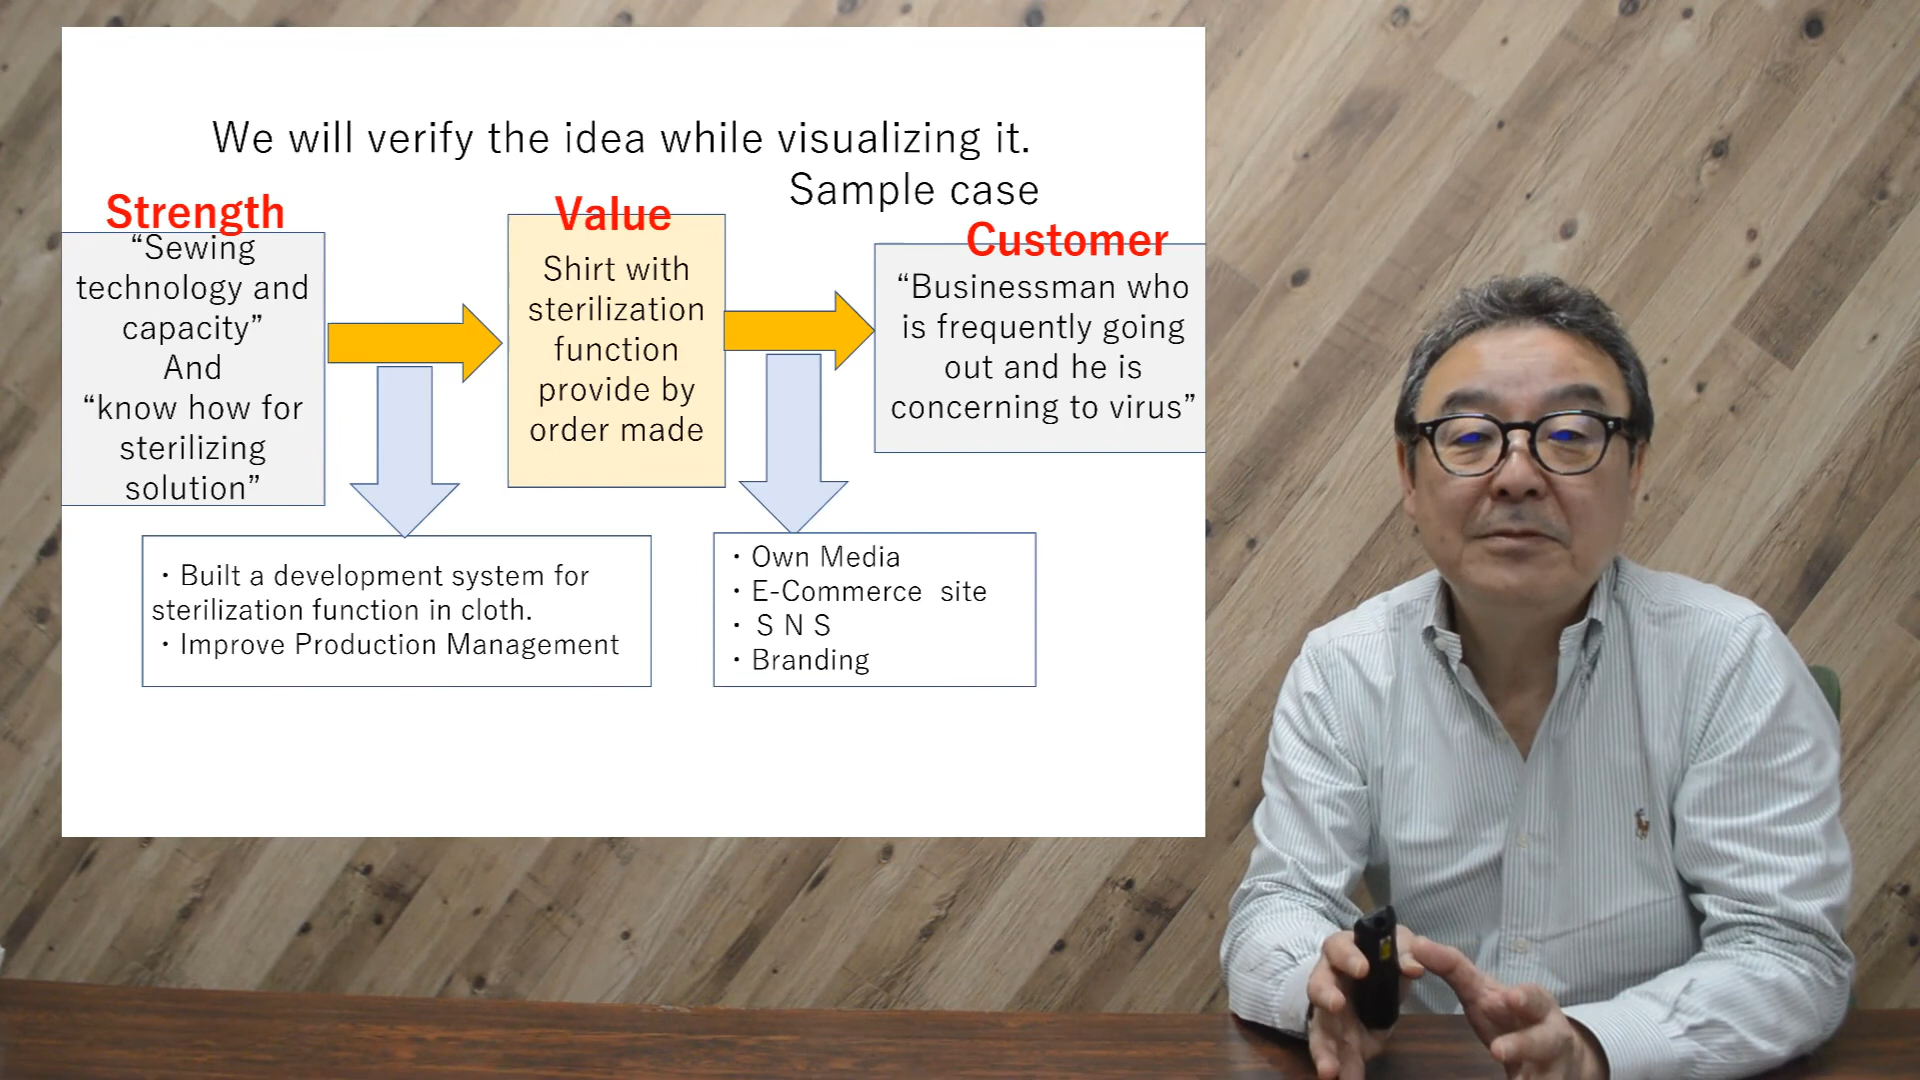 We will verify the idea while visualizing it.
Sample case
Strength
“Sewing
technology and
capacity”
And
“know how for
sterilizing
solution”
Value
Shirt with
sterilization
function
provide by
order made
Customer
“Businessman who
is frequently going
out and he is
concerning to virus”
・Built a development system for
sterilization function in cloth.
・Improve Production Management
・Own Media
・E-Commerce site
・ＳＮＳ
・Branding